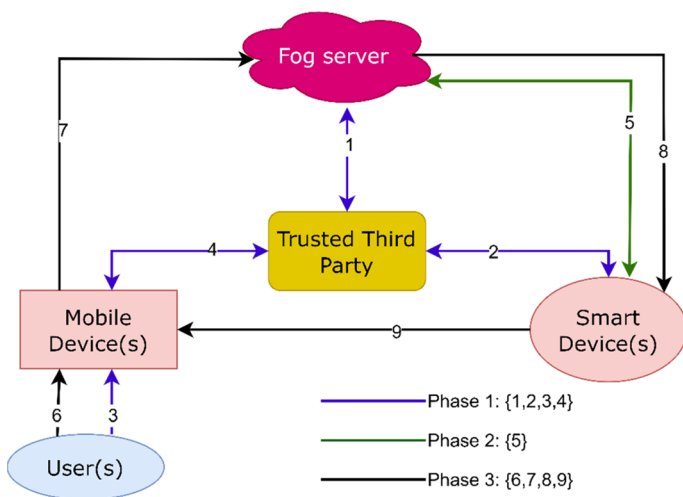 Fog server
7
1
5
8
Trusted Third
Party
4
2
Mobile
Device(s)
Smart
Device(s)
9
6
3
User(s)
Phase 1: {1,2,3,4}
Phase 2: {5}
Phase 3: {6,7,8,9}